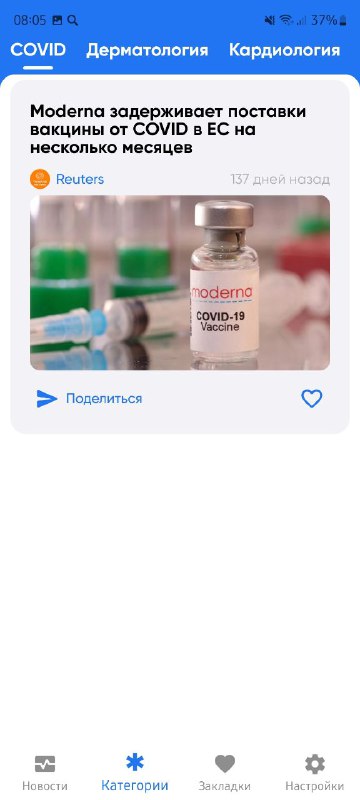 08:05 37%
COVID Дерматология Кардиология
Moderna задерживает поставки
вакцины от COVID в ЕС на
несколько месяцев
Reuters 137 дней назад
moderna
COVID-19
Vaccine
Поделиться
Новости Категории Закладки Настройки